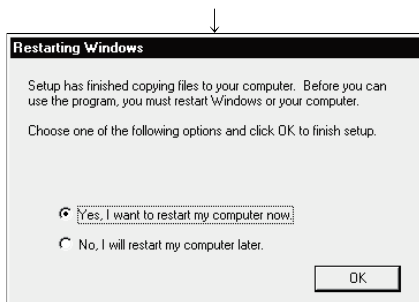 Restarting Windows
Setup has finished copying files to your computer. Before you can
use the program, you must restart Windows or your computer.
Choose one of the following options and click OK to finish setup.
Yes, I want to restart my computer now.
No, I will restart my computer later.
OK